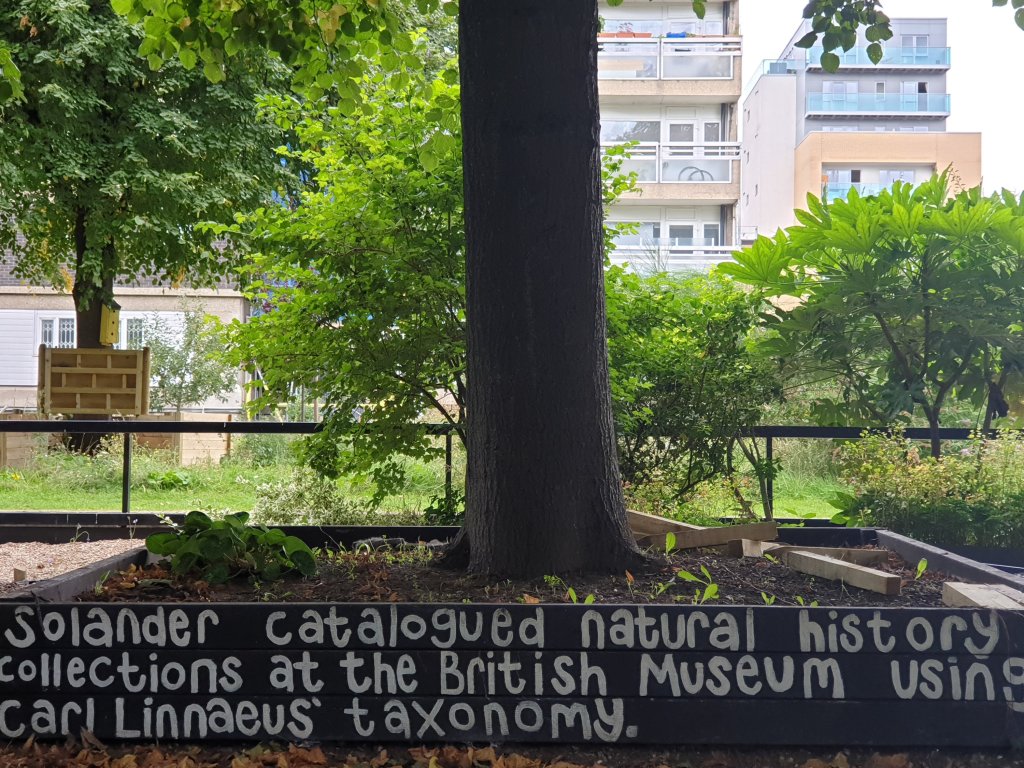 Solander catalogued natural history
collections at the British Museum using
Carl Linnaeus' taxonomy.